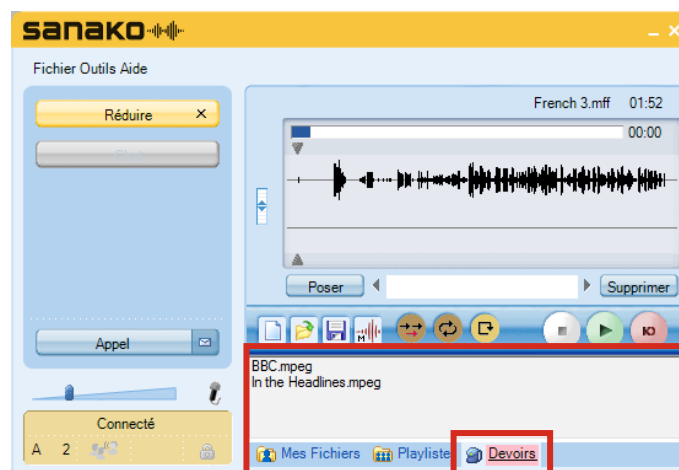 sanako
Fichier Outils Aide
Réduire
French 3.mff 01:52
00:00
Poser
Supprimer
Appel
M
BBC.mpeg
In the Headlines.mpeg
Connecté
A 2
Mes Fichiers Playliste Devoirs